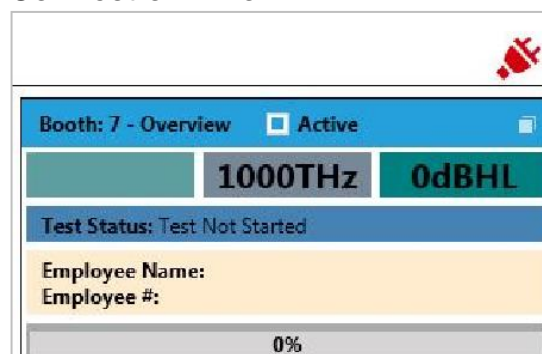 Booth: 7 - Overview Active
1000THz 0dBHL
Test Status: Test Not Started
Employee Name:
Employee #:
0%